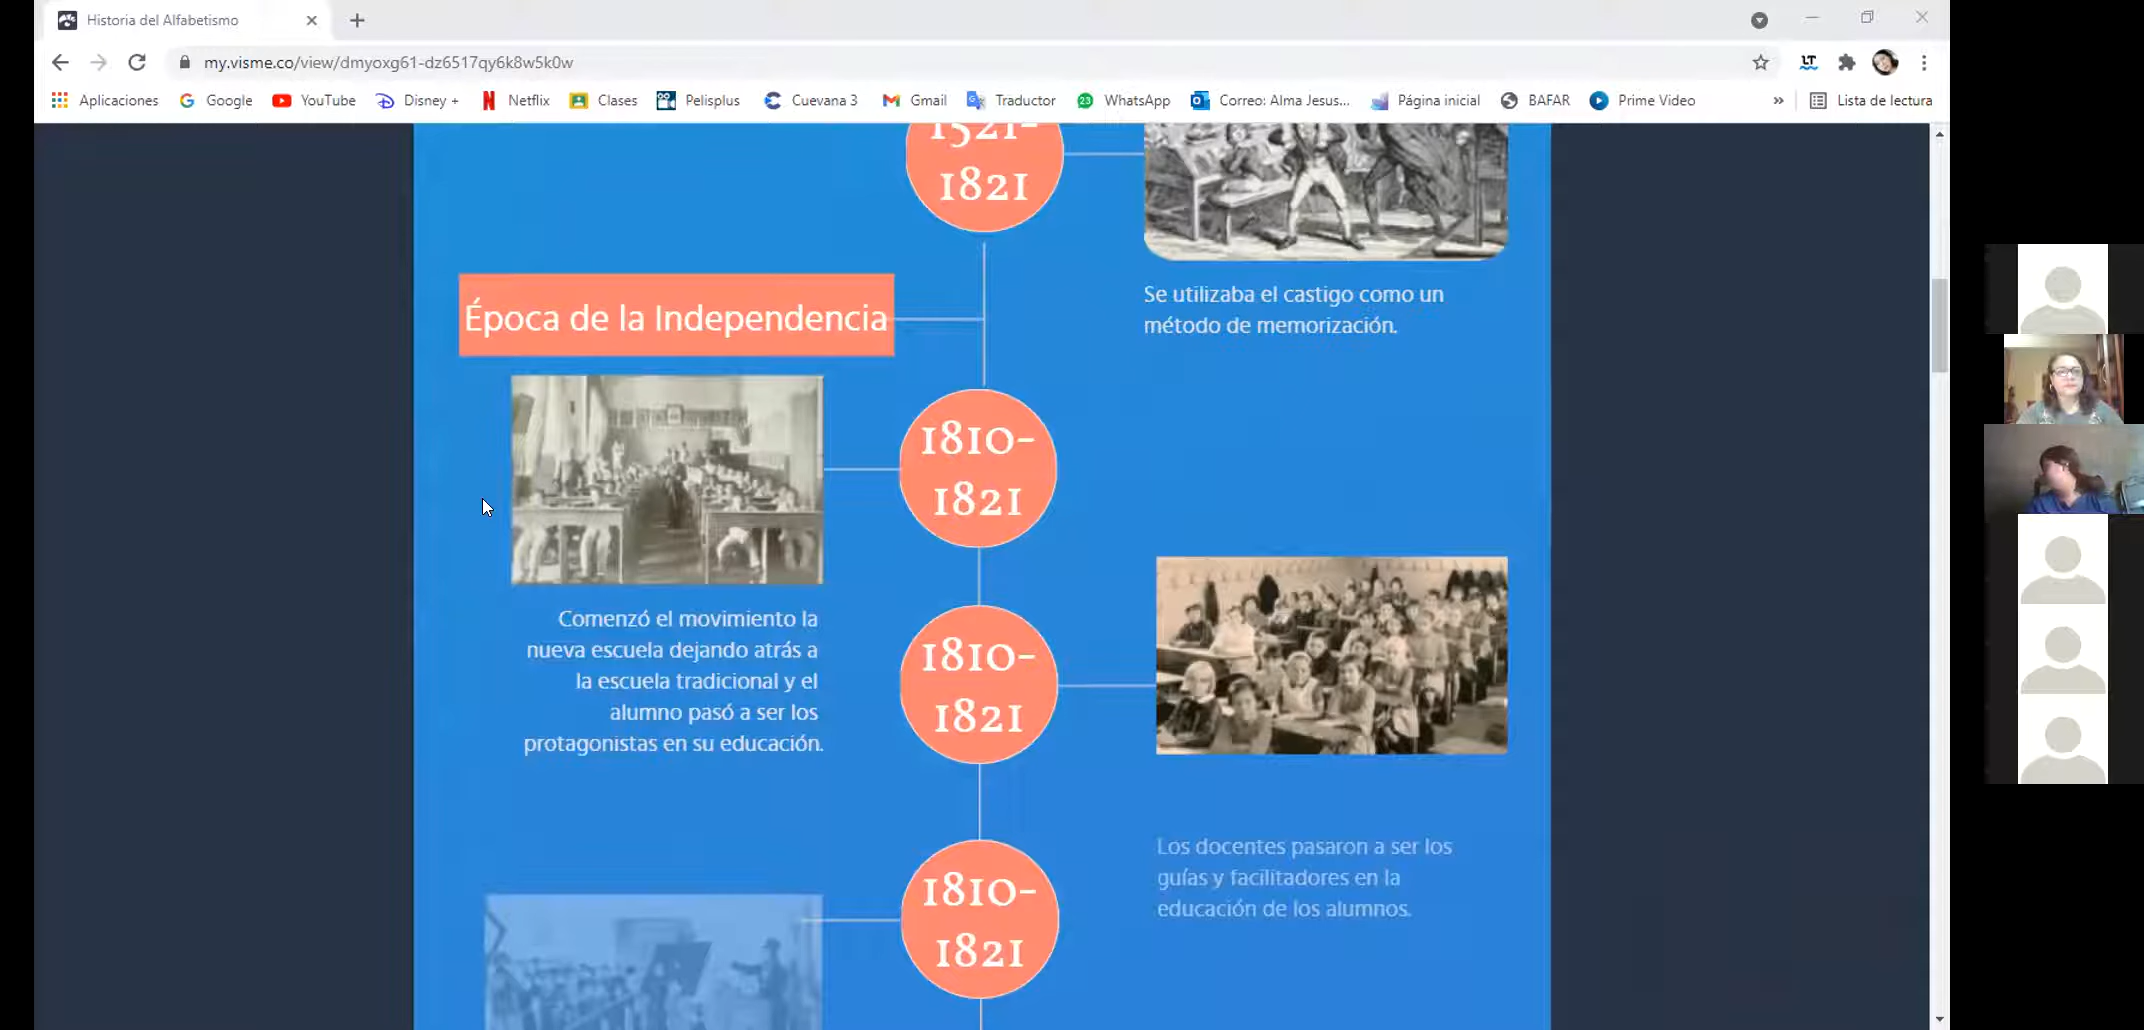 Historia del Alfabetismo
my.visme.co/view/dmyoxg61-dz6517qy6k8w5k0w
Aplicaciones Google YouTube Disney + Netflix Clases Pelisplus Cuevana 3 Gmail Traductor 23 WhatsApp Correo: Alma Jesus... Página inicial BAFAR Prime Video » Lista de lectura
1521-
1821
Se utilizaba el castigo como un
método de memorización.
Época de la Independencia
1810-
1821
Comenzó el movimiento la
nueva escuela dejando atrás a
la escuela tradicional y el
alumno pasó a ser los
protagonistas en su educación.
1810-
1821
Los docentes pasaron a ser los
guías y facilitadores en la
educación de los alumnos.
1810-
1821